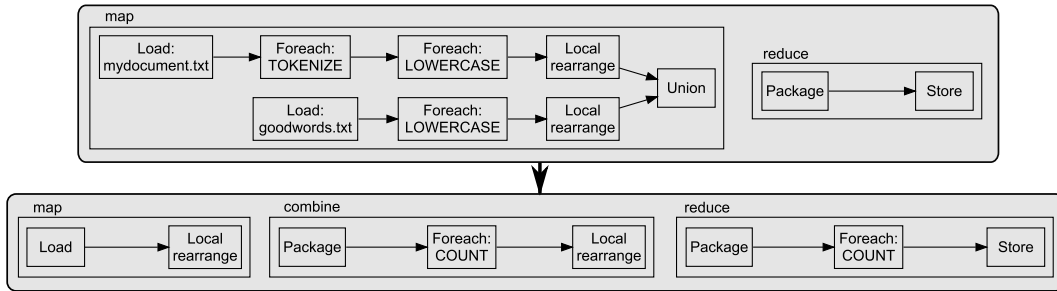 map
Load:
mydocument.txt
Foreach:
TOKENIZE
Foreach:
LOWERCASE
Local
rearrange
Union
Load:
goodwords.txt
Foreach:
LOWERCASE
Local
rearrange
reduce
Package
Store
map
Load
Local
rearrange
combine
Package
Foreach:
COUNT
Local
rearrange
reduce
Package
Foreach:
COUNT
Store